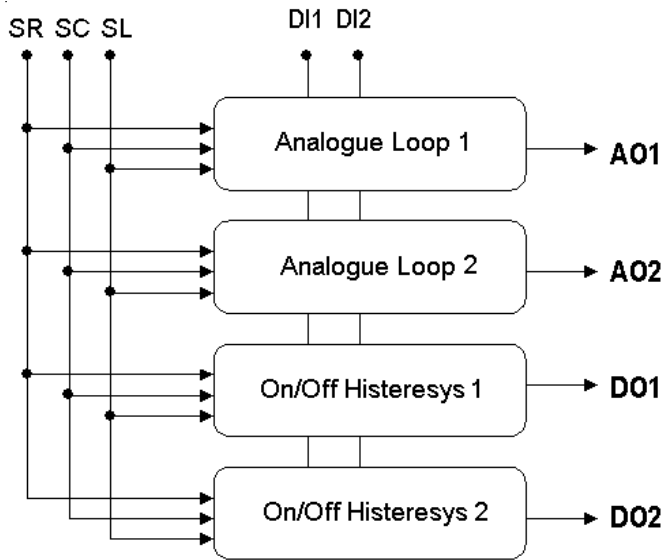 SR SC SL DI1 DI2
Analogue Loop 1 AO1
Analogue Loop 2 AO2
On/Off Histeresys 1 DO1
On/Off Histeresys 2 DO2